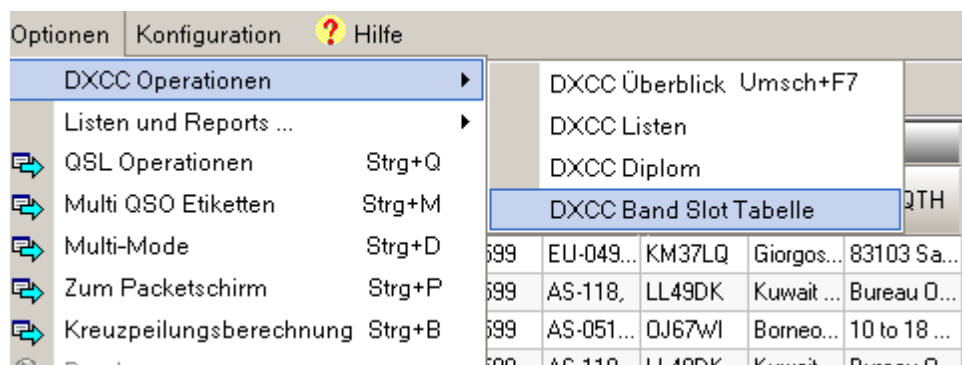 Optionen Konfiguration ? Hilfe
DXCC Operationen
DXCC Überblick Umsch+F7
Listen und Reports ...
DXCC Listen
QSL Operationen Strg+Q
DXCC Diplom
Multi QSO Etiketten Strg+M
DXCC Band Slot Tabelle QTH
Multi-Mode Strg+D
599 EU-049... KM37LQ Giorgos... 83103 Sa...
Zum Packetschirm Strg+P
599 AS-118, LL49DK Kuwait ... Bureau O...
Kreuzpeilungsberechnung Strg+B
599 AS-051... OJ67WI Borneo... 10 to 18 ...